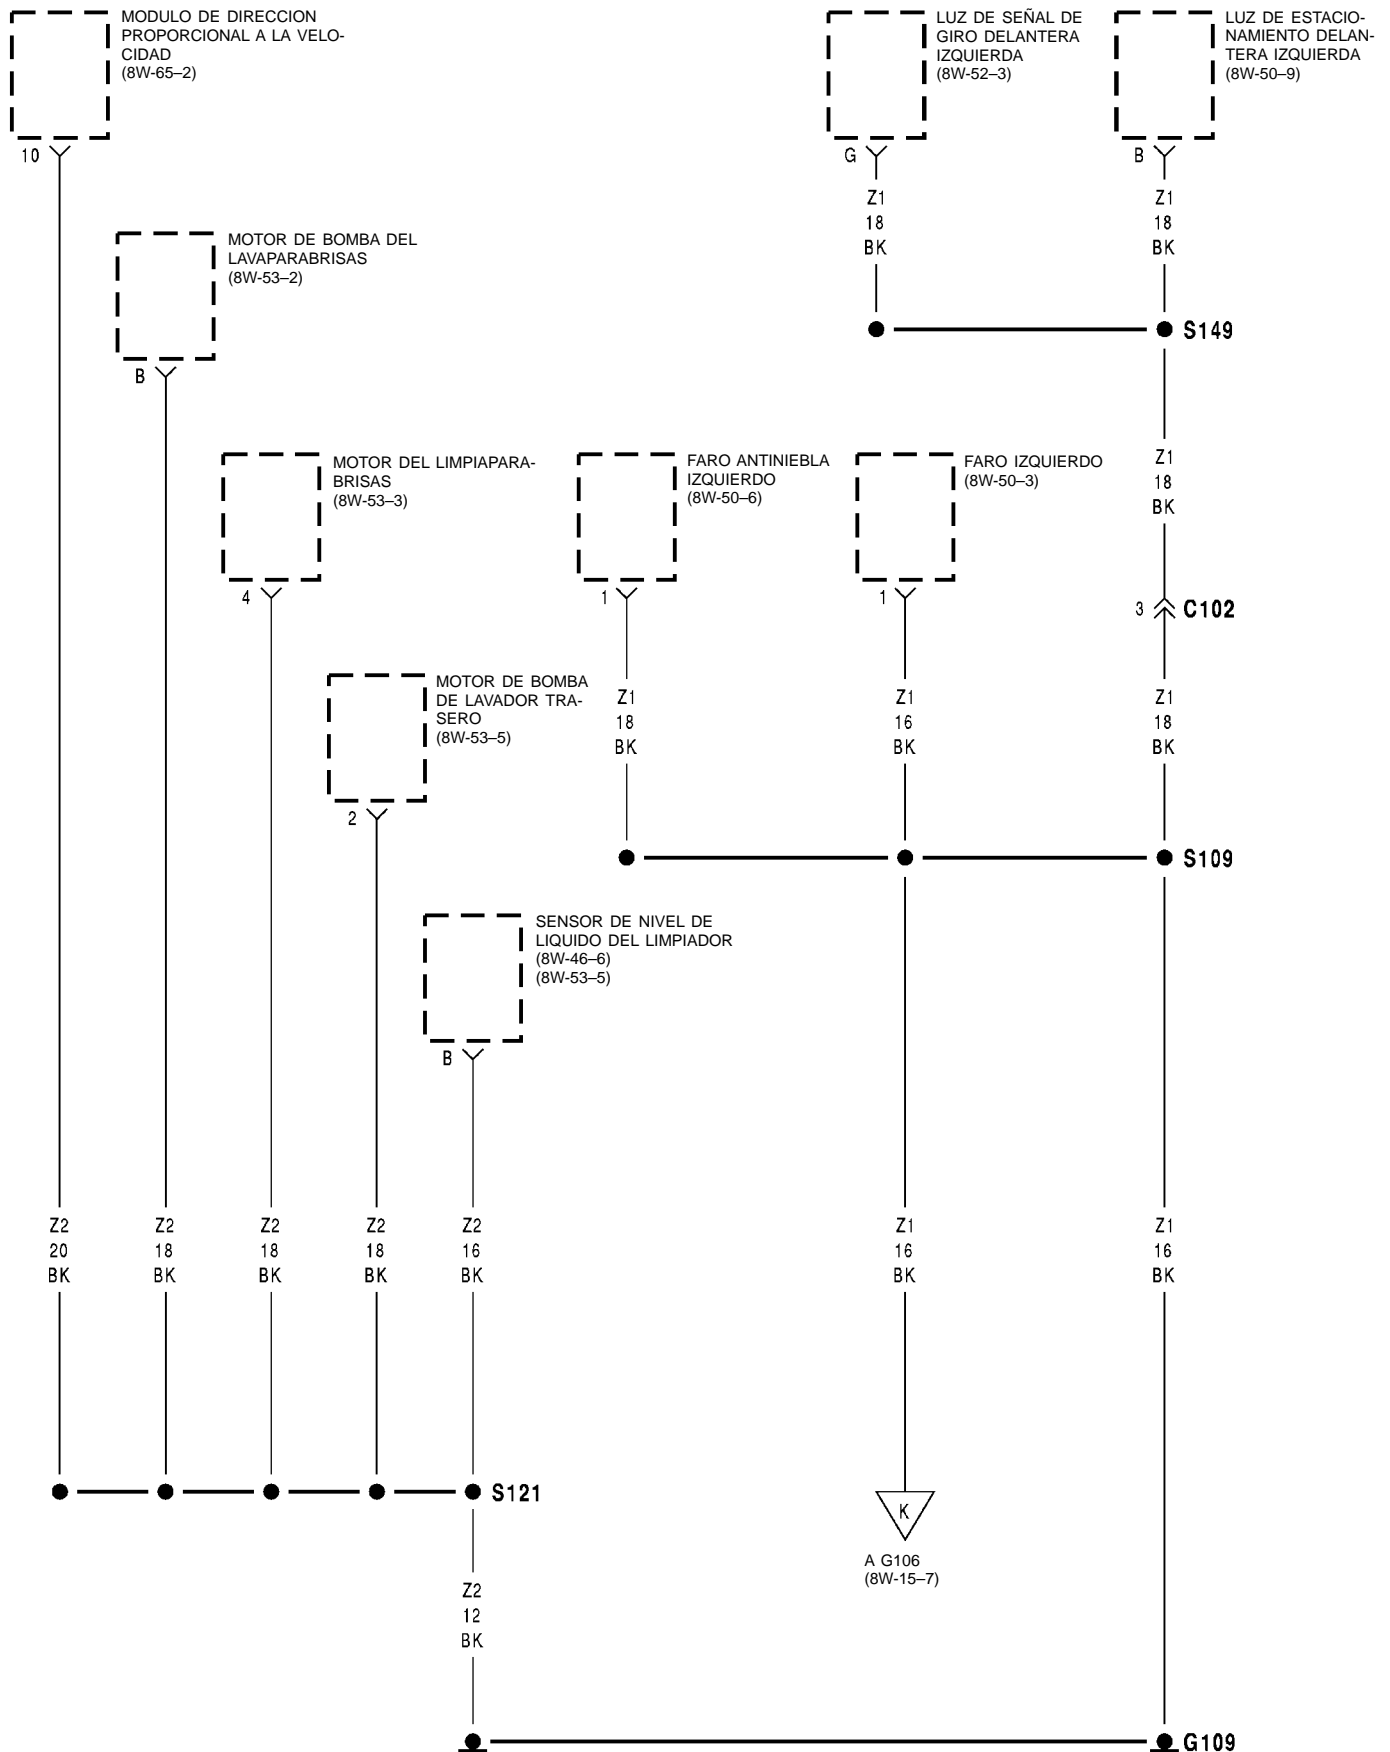 MODULO DE DIRECCION
PROPORCIONAL A LA VELO-
CIDAD
(8W-65–2)
10
LUZ DE SEÑAL DE
GIRO DELANTERA
IZQUIERDA
(8W-52–3)
G
Z1
18
BK
LUZ DE ESTACIO-
NAMIENTO DELAN-
TERA IZQUIERDA
(8W-50–9)
B
Z1
18
BK
S149
MOTOR DE BOMBA DEL
LAVAPARABRISAS
(8W-53–2)
B
MOTOR DEL LIMPIAPARA-
BRISAS
(8W-53–3)
4
FARO ANTINIEBLA
IZQUIERDO
(8W-50–6)
1
FARO IZQUIERDO
(8W-50–3)
1
Z1
18
BK
3
C102
MOTOR DE BOMBA
DE LAVADOR TRA-
SERO
(8W-53–5)
2
Z1
18
BK
Z1
16
BK
Z1
18
BK
S109
SENSOR DE NIVEL DE
LIQUIDO DEL LIMPIADOR
(8W-46–6)
(8W-53–5)
B
Z2
20
BK
Z2
18
BK
Z2
18
BK
Z2
18
BK
Z2
16
BK
Z1
16
BK
Z1
16
BK
S121
K
A G106
(8W-15–7)
Z2
12
BK
G109